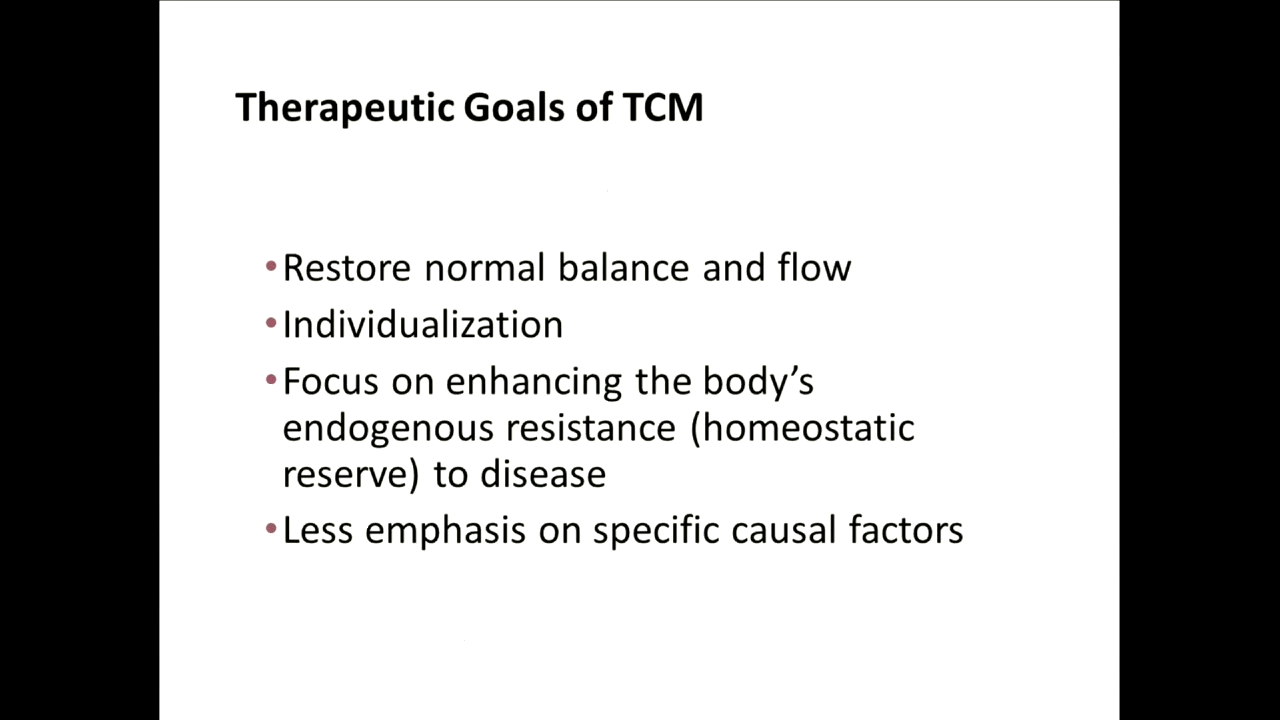 Therapeutic Goals of TCM
•Restore normal balance and flow
•Individualization
•Focus on enhancing the body’s
endogenous resistance (homeostatic
reserve) to disease
•Less emphasis on specific causal factors